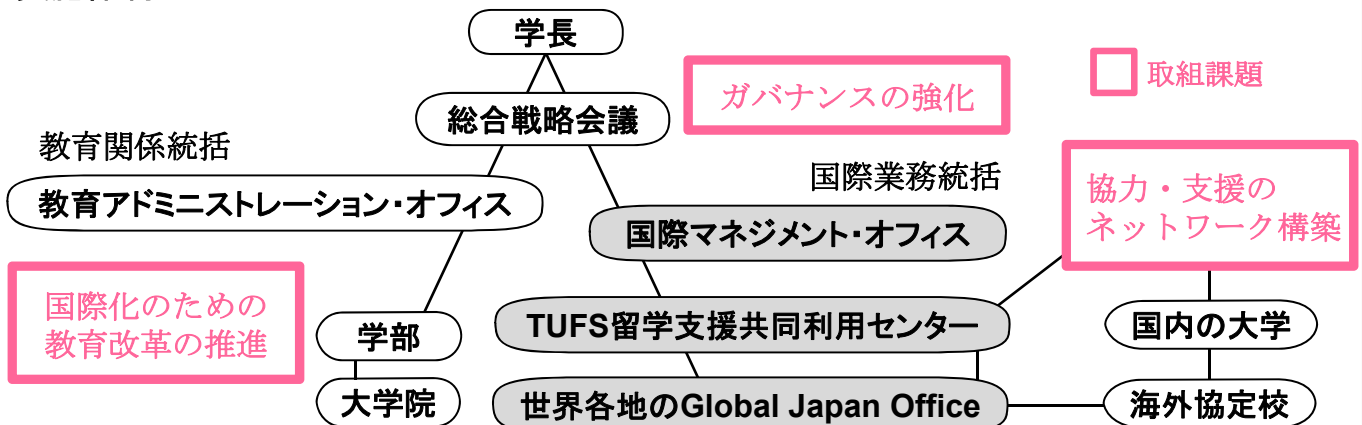 学長
総合戦略会議
ガバナンスの強化
取組課題
教育関係統括
教育アドミニストレーション・オフィス
国際業務統括
国際マネジメント・オフィス
協力・支援の
ネットワーク構築
国際化のための
教育改革の推進
学部
大学院
TUFS留学支援共同利用センター
世界各地のGlobal Japan Office
国内の大学
海外協定校